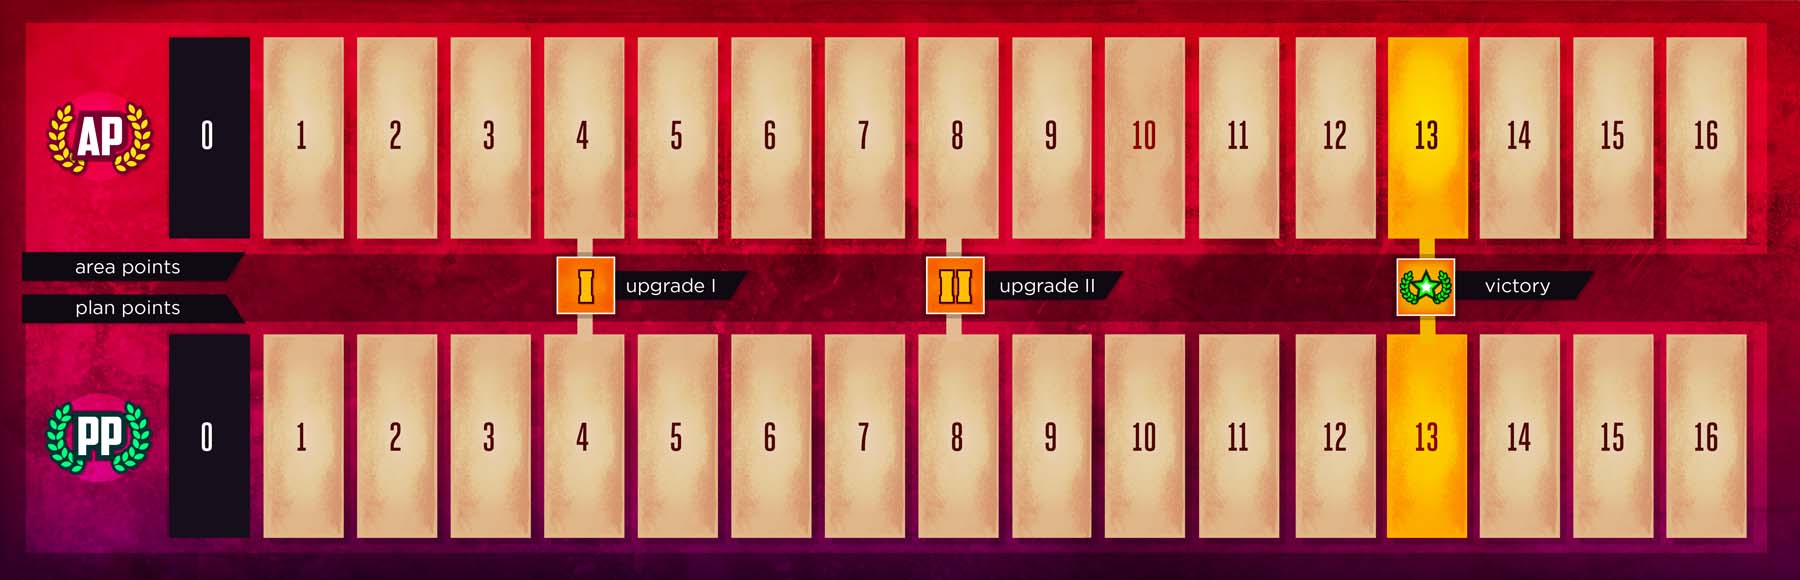 AP 0 1 2 3 4 5 6 7 8 9 10 11 12 13 14 15 16
area points
I upgrade I II upgrade II victory
plan points
PP 0 1 2 3 4 5 6 7 8 9 10 11 12 13 14 15 16